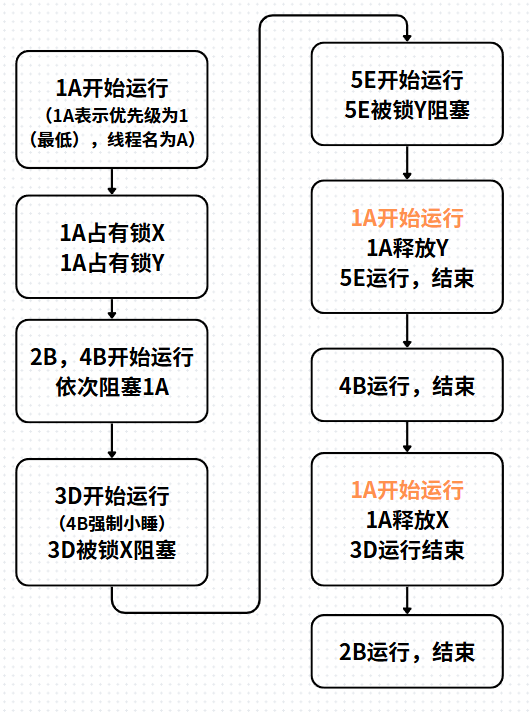 1A开始运行
（1A表示优先级为1
（最低），线程名为A）
1A占有锁X
1A占有锁Y
2B，4B开始运行
依次阻塞1A
3D开始运行
（4B强制小睡）
3D被锁X阻塞
5E开始运行
5E被锁Y阻塞
1A开始运行
1A释放Y
5E运行，结束
4B运行，结束
1A开始运行
1A释放X
3D运行结束
2B运行，结束